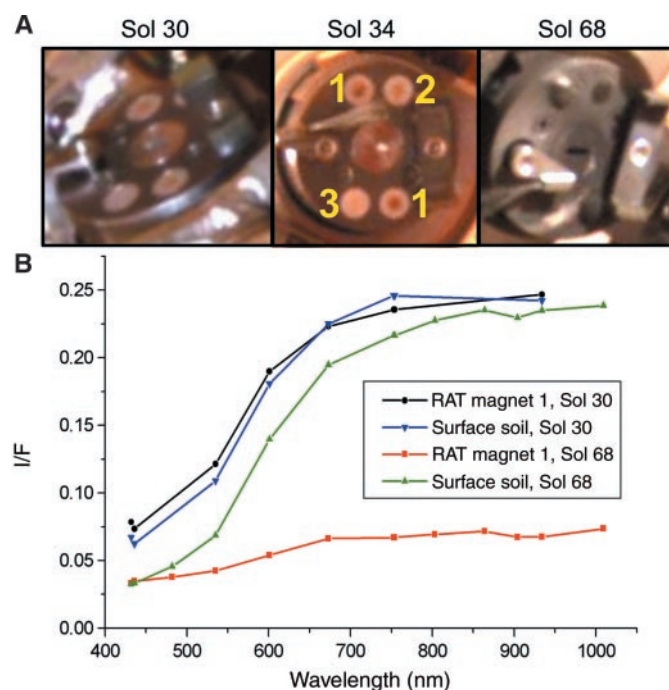 A
Sol 30 Sol 34 Sol 68
1 2
3 1
B
0.25
0.20
0.15
0.10
0.05
0.00
I/F
RAT magnet 1, Sol 30
Surface soil, Sol 30
RAT magnet 1, Sol 68
Surface soil, Sol 68
400 500 600 700 800 900 1000
Wavelength (nm)